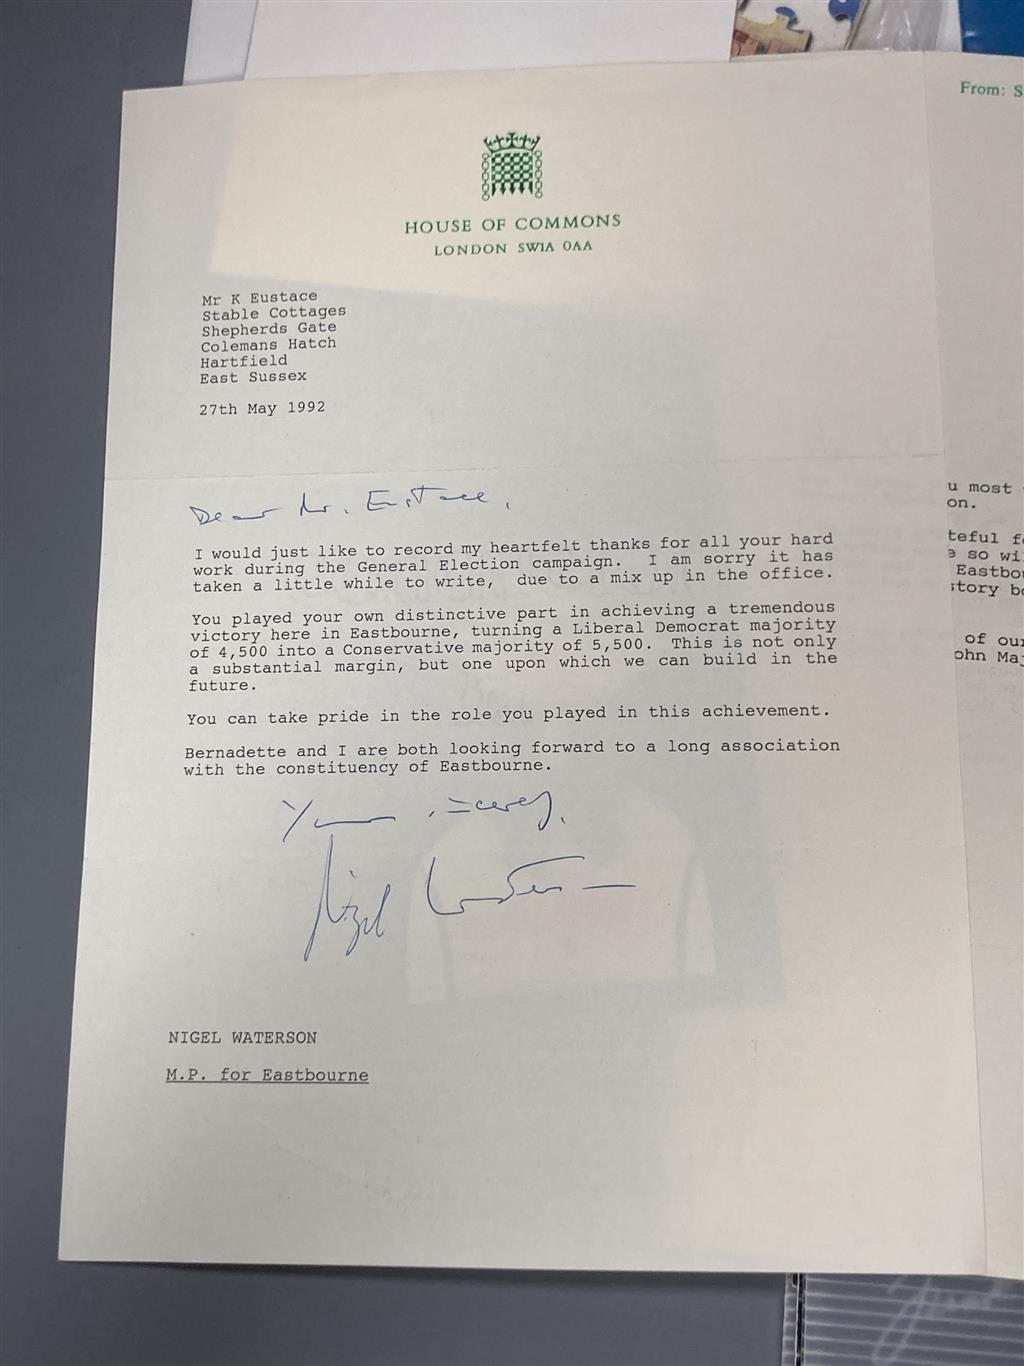 HOUSE OF COMMONS
LONDON SW1A 0AA
Mr K Eustace
Stable Cottages
Shepherds Gate
Colemans Hatch
Hartfield
East Sussex
27th May 1992
Dear Mr. Eustace,
I would just like to record my heartfelt thanks for all your hard
work during the General Election campaign. I am sorry it has
taken a little while to write, due to a mix up in the office.
You played your own distinctive part in achieving a tremendous
victory here in Eastbourne, turning a Liberal Democrat majority
of 4,500 into a Conservative majority of 5,500. This is not only
a substantial margin, but one upon which we can build in the
future.
You can take pride in the role you played in this achievement.
Bernadette and I are both looking forward to a long association
with the constituency of Eastbourne.
Yours sincerely,
Nigel Waterson
NIGEL WATERSON
M.P. for Eastbourne
From: S
u most
on.
teful f
e so wi
Eastbou
story b
of our
ohn Maj